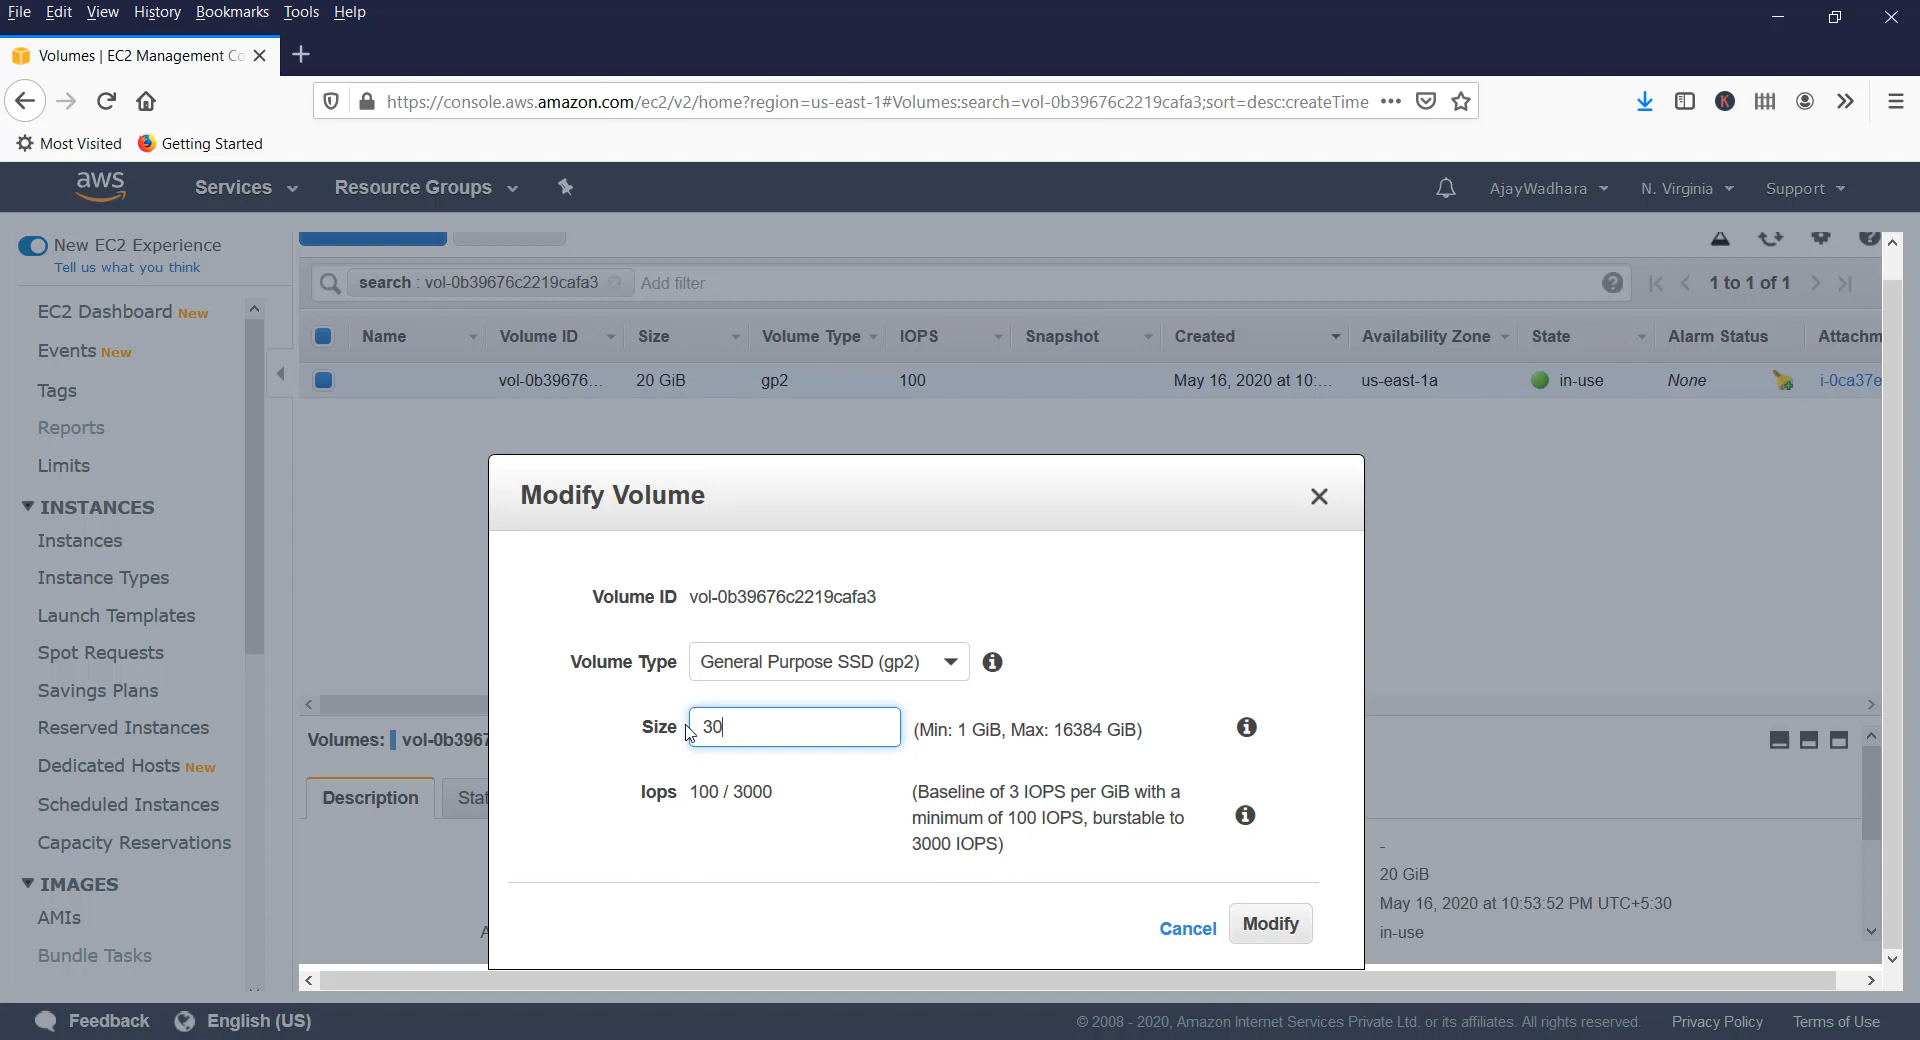 File Edit View History Bookmarks Tools Help
Volumes | EC2 Management Co
https://console.aws.amazon.com/ec2/v2/home?region=us-east-1#Volumes:search=vol-0b39676c2219cafa3;sort=desc:createTime
K
Most Visited Getting Started
aws Services Resource Groups AjayWadhara N. Virginia Support
New EC2 Experience
Tell us what you think
search : vol-0b39676c2219cafa3 Add filter 1 to 1 of 1
EC2 Dashboard New
Events New
Tags
Reports
Limits
INSTANCES
Instances
Instance Types
Launch Templates
Spot Requests
Savings Plans
Reserved Instances
Dedicated Hosts New
Scheduled Instances
Capacity Reservations
IMAGES
AMIs
Bundle Tasks
Name Volume ID Size Volume Type IOPS Snapshot Created Availability Zone State Alarm Status Attachm
vol-0b39676... 20 GiB gp2 100 May 16, 2020 at 10:... us-east-1a in-use None i-0ca37e
Modify Volume
Volume ID vol-0b39676c2219cafa3
Volume Type General Purpose SSD (gp2)
Size 30 (Min: 1 GiB, Max: 16384 GiB)
Iops 100 / 3000 (Baseline of 3 IOPS per GiB with a
minimum of 100 IOPS, burstable to
3000 IOPS)
Cancel Modify
Volumes: vol-0b3967
Description Stat
-
20 GiB
May 16, 2020 at 10:53:52 PM UTC+5:30
in-use
A
Feedback English (US) © 2008 - 2020, Amazon Internet Services Private Ltd. or its affiliates. All rights reserved. Privacy Policy Terms of Use